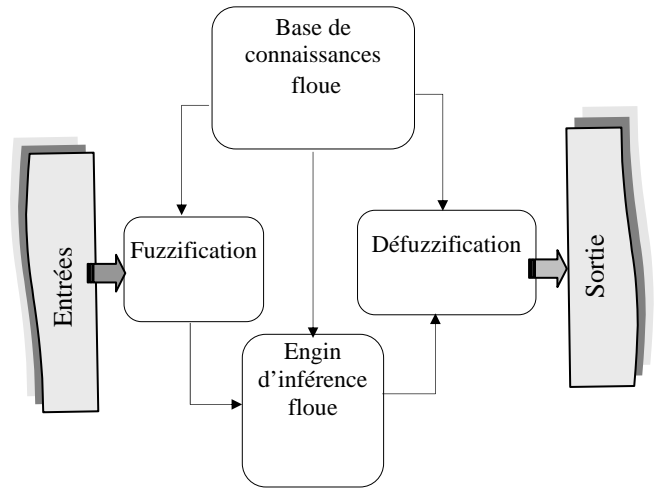 Base de
connaissances
floue
Entrées
Fuzzification
Défuzzification
Sortie
Engin
d'inférence
floue